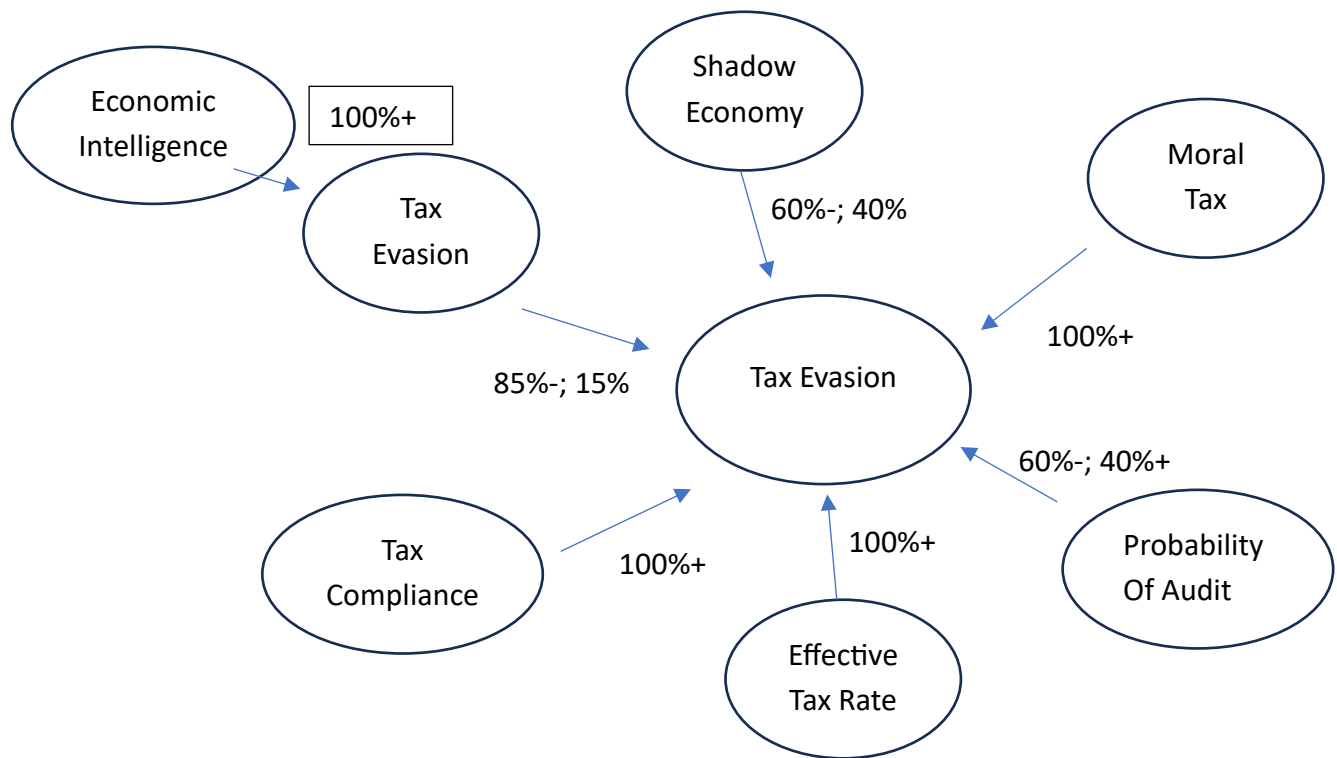 Economic
Intelligence
100%+
Shadow
Economy
Moral
Tax
Tax
Evasion
60%-; 40%
100%+
85%-; 15%
Tax Evasion
60%-; 40%+
Tax
Compliance
100%+
100%+
Probability
Of Audit
Effective
Tax Rate